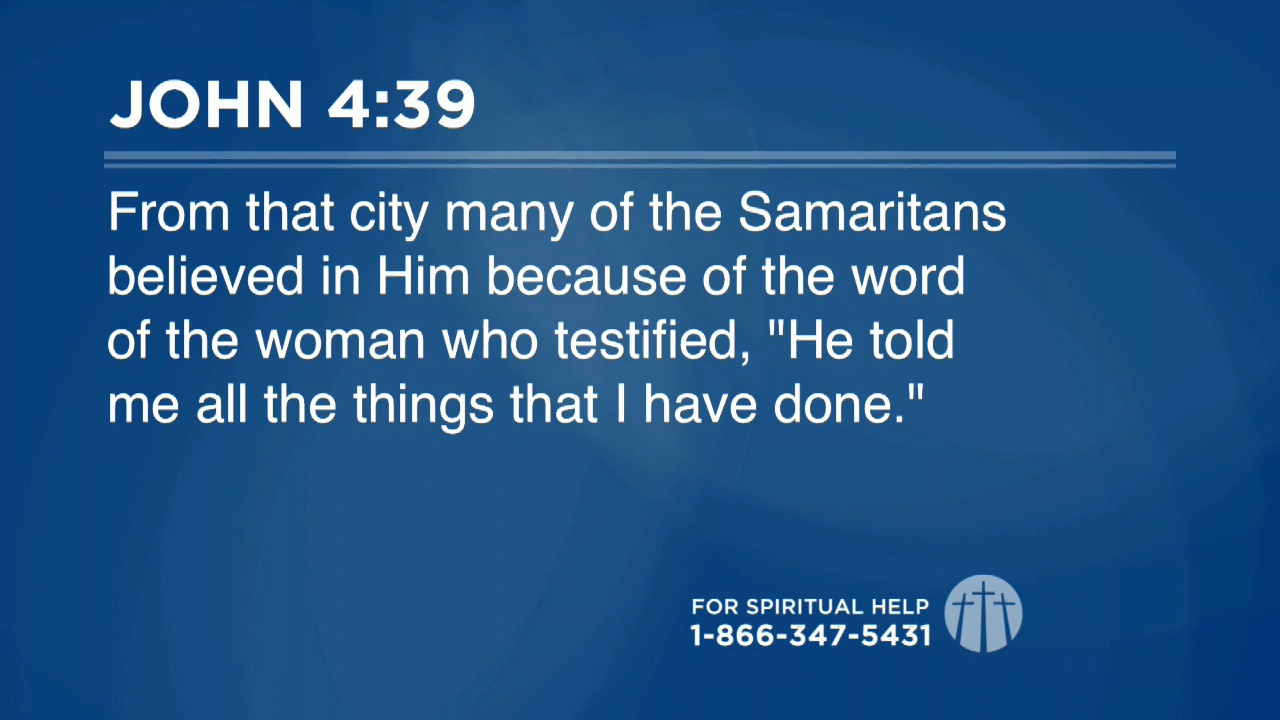 JOHN 4:39
From that city many of the Samaritans
believed in Him because of the word
of the woman who testified, "He told
me all the things that I have done."
FOR SPIRITUAL HELP
1-866-347-5431